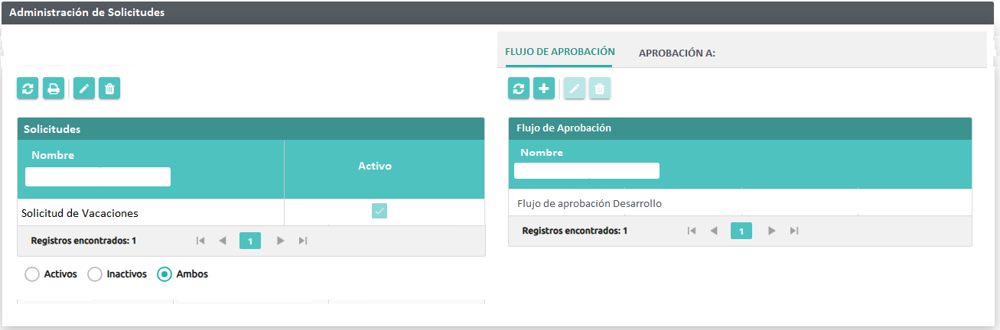 Administración de Solicitudes
FLUJO DE APROBACIÓN
APROBACIÓN A:
Solicitudes
Nombre
Activo
Solicitud de Vacaciones
Registros encontrados: 1
1
Activos
Inactivos
Ambos
Flujo de Aprobación
Nombre
Flujo de aprobación Desarrollo
Registros encontrados: 1
1